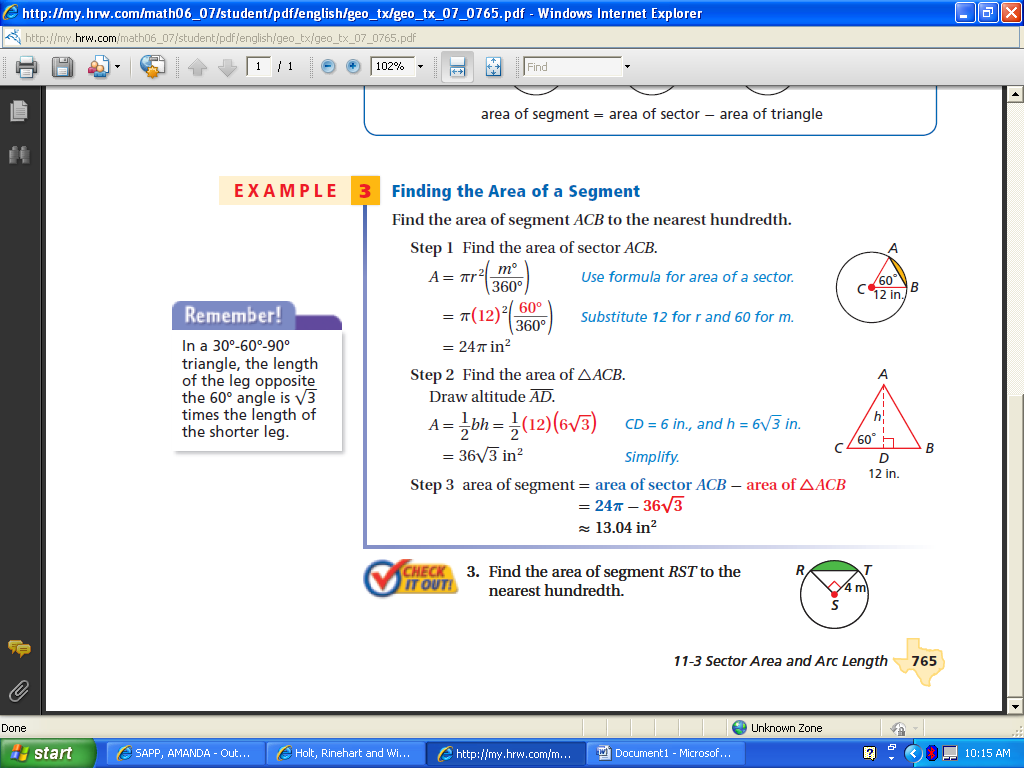 http://my.hrw.com/math06_07/student/pdf/english/geo_tx/geo_tx_07_0765.pdf - Windows Internet Explorer
http://my.hrw.com/math06_07/student/pdf/english/geo_tx/geo_tx_07_0765.pdf
1 / 1 102% Find
area of segment = area of sector − area of triangle
EXAMPLE 3 Finding the Area of a Segment
Find the area of segment ACB to the nearest hundredth.
Step 1 Find the area of sector ACB.
A = πr²(m°/360°) Use formula for area of a sector.
= π(12)²(60°/360°) Substitute 12 for r and 60 for m.
= 24π in²
A
60°
C B
12 in.
Remember!
In a 30°-60°-90°
triangle, the length
of the leg opposite
the 60° angle is √3
times the length of
the shorter leg.
Step 2 Find the area of △ACB.
Draw altitude A̅D̅.
A = 1/2bh = 1/2(12)(6√3) CD = 6 in., and h = 6√3 in.
= 36√3 in² Simplify.
A
h
60°
C B
D
12 in.
Step 3 area of segment = area of sector ACB − area of △ACB
= 24π − 36√3
≈ 13.04 in²
CHECK
IT OUT!
3. Find the area of segment RST to the
nearest hundredth.
R T
4 m
S
11-3 Sector Area and Arc Length 765
Done Unknown Zone
start SAPP, AMANDA - Out... Holt, Rinehart and Wi... http://my.hrw.com/m... Document1 - Microsof... 10:15 AM